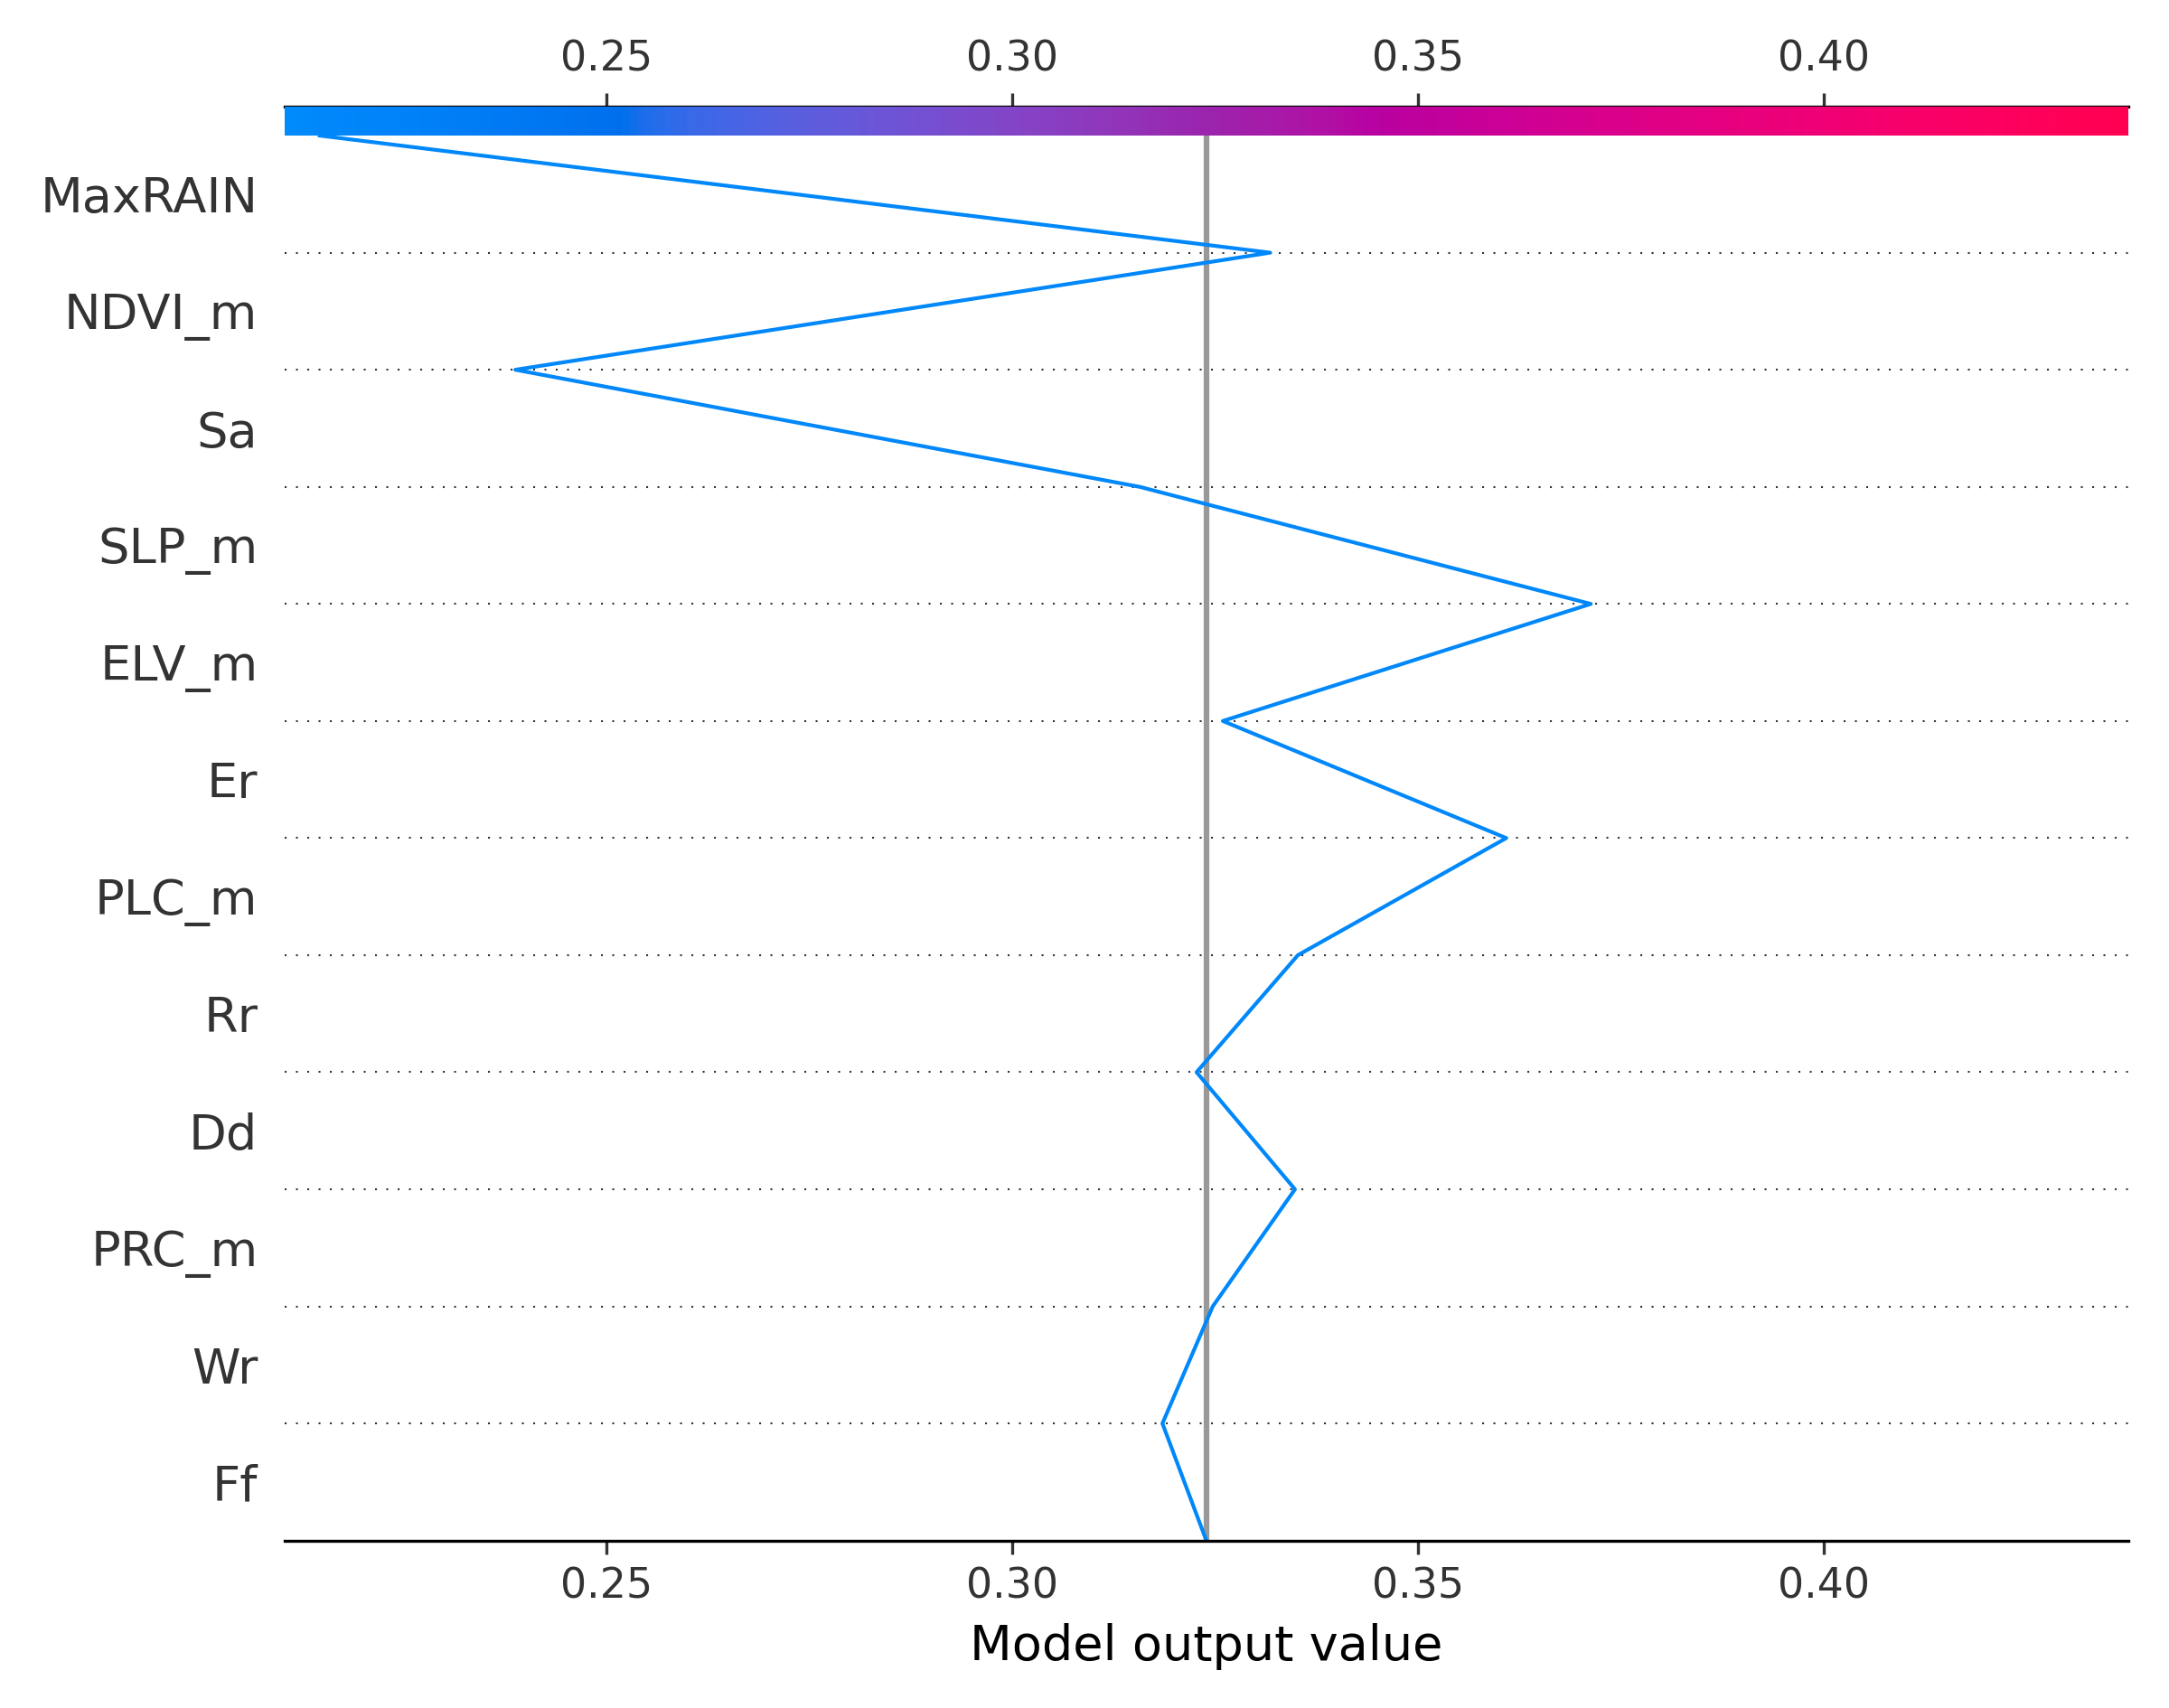 0.25 0.30 0.35 0.40
MaxRAIN
NDVI_m
Sa
SLP_m
ELV_m
Er
PLC_m
Rr
Dd
PRC_m
Wr
Ff
0.25 0.30 0.35 0.40
Model output value